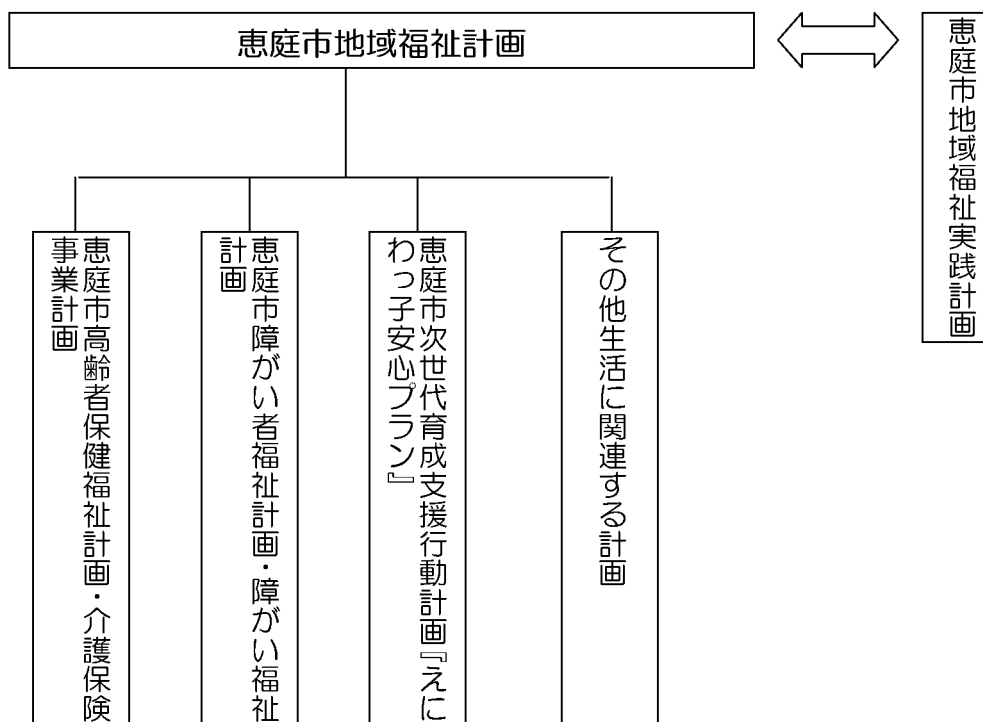 恵庭市地域福祉計画
恵庭市地域福祉実践計画
恵庭市高齢者保健福祉計画・介護保険
事業計画
恵庭市障がい者福祉計画・障がい福祉
計画
恵庭市次世代育成支援行動計画『えに
わっ子安心プラン』
その他生活に関連する計画